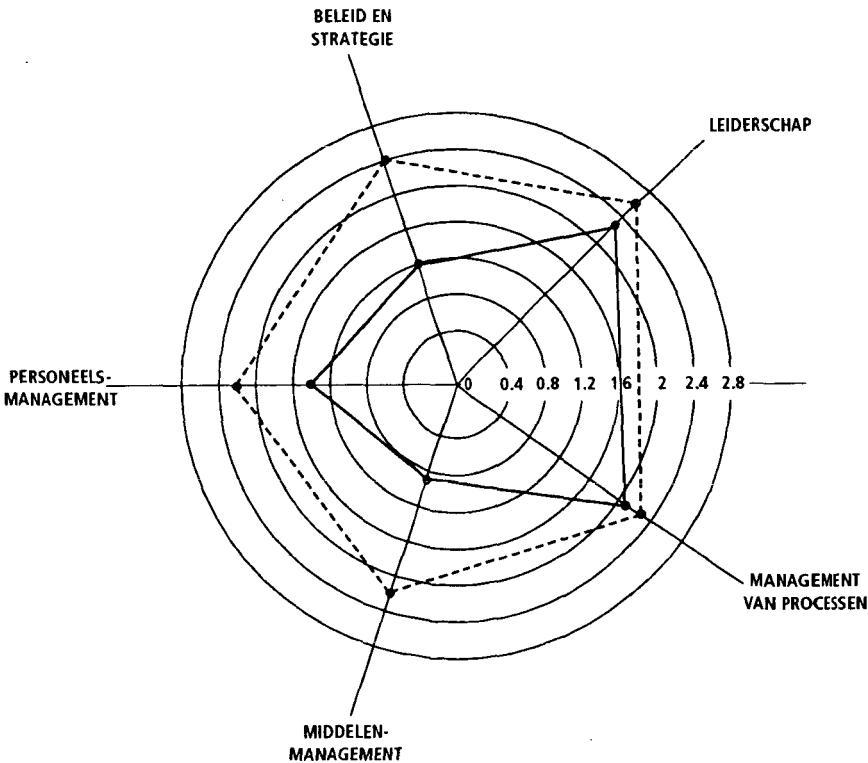 BELEID EN
STRATEGIE
LEIDERSCHAP
PERSONEELS-
MANAGEMENT
0 0.4 0.8 1.2 1 6 2 2.4 2.8
MANAGEMENT
VAN PROCESSEN
MIDDELEN-
MANAGEMENT